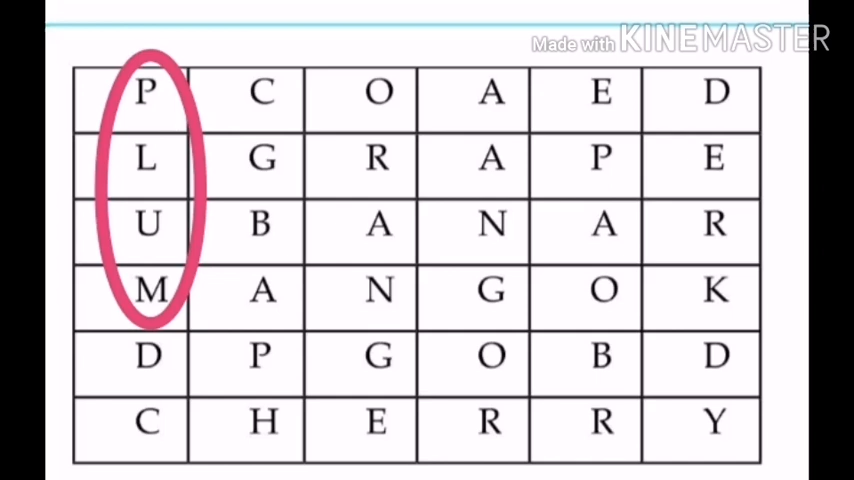 Made with KINEMASTER
P C O A E D
L G R A P E
U B A N A R
M A N G O K
D P G O B D
C H E R R Y